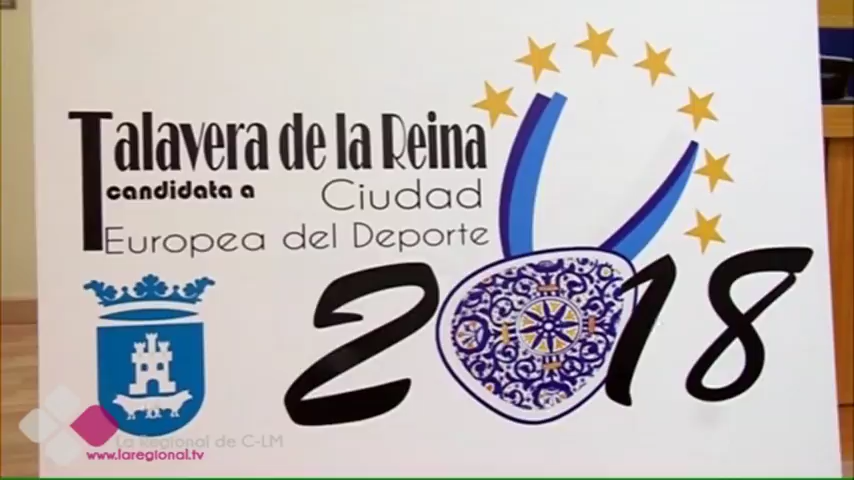 Talavera de la Reina
candidata a Ciudad
Europea del Deporte
2018
La Regional de C-LM
www.laregional.tv